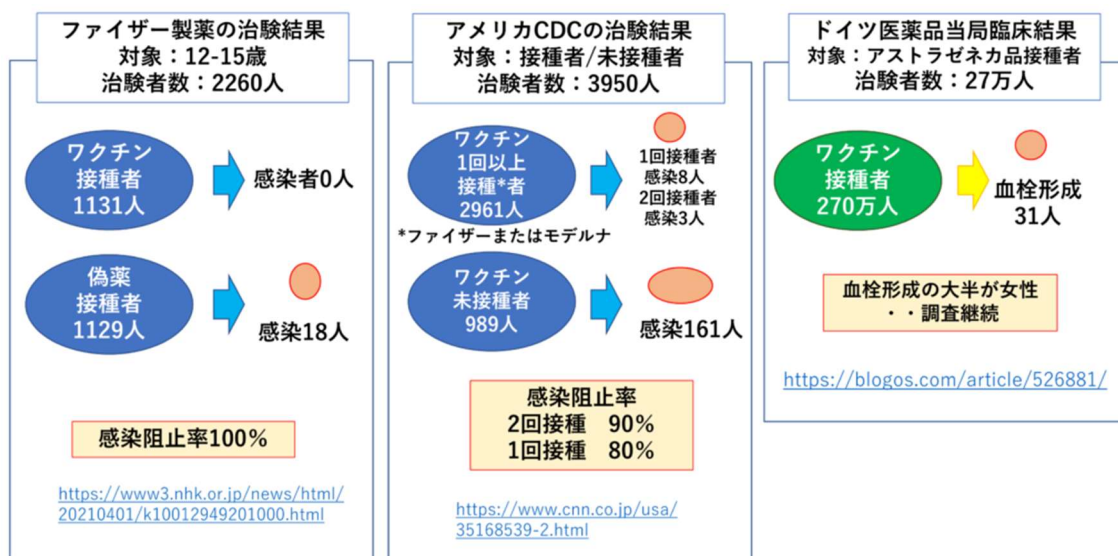 ファイザー製薬の治験結果
対象：12-15歳
治験者数：2260人
ワクチン
接種者
1131人
感染者0人
偽薬
接種者
1129人
感染18人
感染阻止率100%
https://www3.nhk.or.jp/news/html/
20210401/k10012949201000.html
アメリカCDCの治験結果
対象：接種者/未接種者
治験者数：3950人
ワクチン
1回以上
接種*者
2961人
1回接種者
感染8人
2回接種者
感染3人
*ファイザーまたはモデルナ
ワクチン
未接種者
989人
感染161人
感染阻止率
2回接種　90%
1回接種　80%
https://www.cnn.co.jp/usa/
35168539-2.html
ドイツ医薬品当局臨床結果
対象：アストラゼネカ品接種者
治験者数：27万人
ワクチン
接種者
270万人
血栓形成
31人
血栓形成の大半が女性
・・調査継続
https://blogos.com/article/526881/